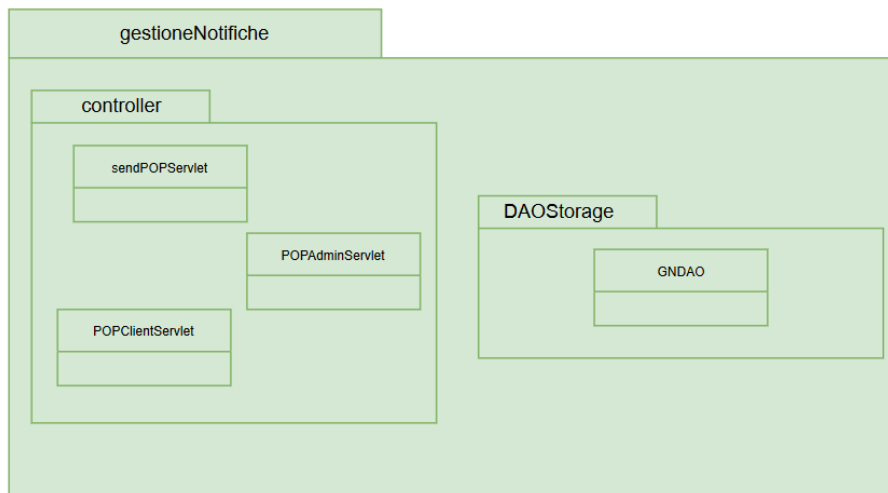 gestioneNotifiche
controller
sendPOPServlet
POPAdminServlet
POPClientServlet
DAOStorage
GNDAO